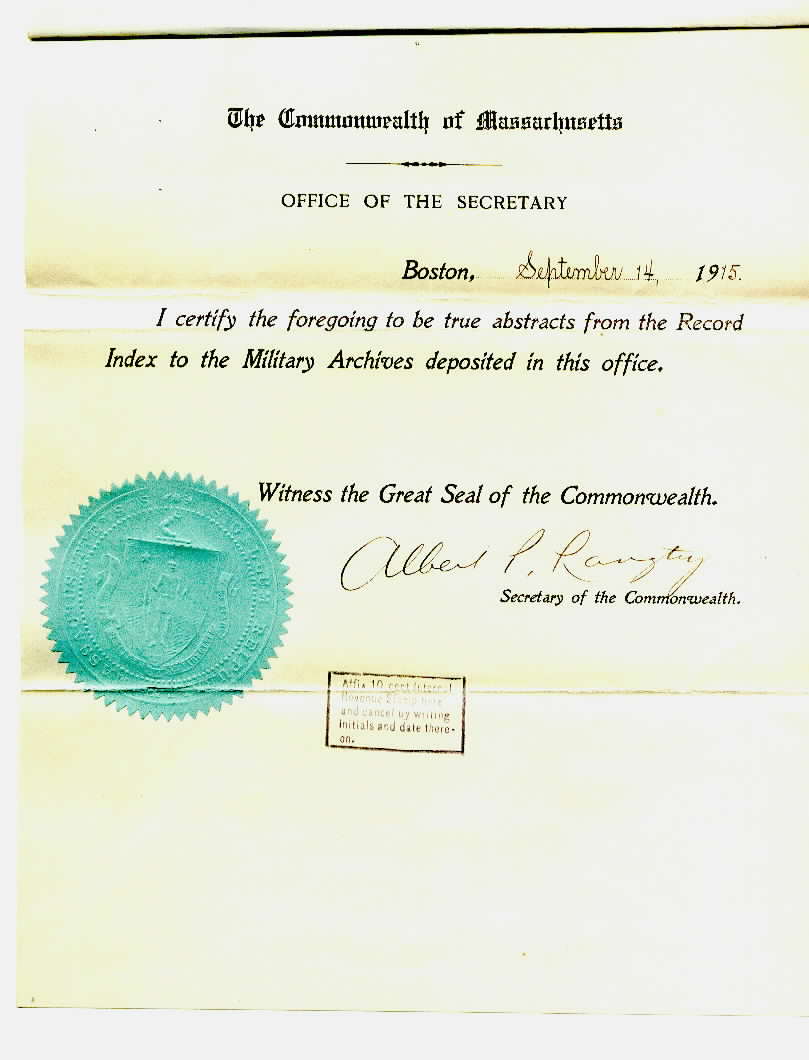 The Commonwealth of Massachusetts
OFFICE OF THE SECRETARY
Boston, September 14, 1915.
I certify the foregoing to be true abstracts from the Record
Index to the Military Archives deposited in this office.
Witness the Great Seal of the Commonwealth.
Albert P. Langtry
Secretary of the Commonwealth.
Affix 10 cent Internal
Revenue Stamp here
and cancel by writing
initials and date there-
on.